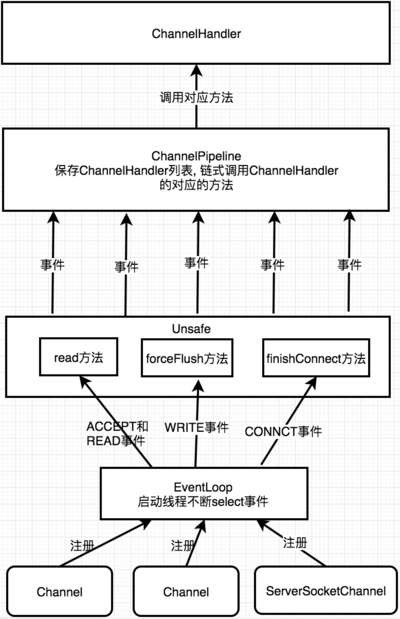 ChannelHandler
调用对应方法
ChannelPipeline
保存ChannelHandler列表, 链式调用ChannelHandler
的对应的方法
事件
事件
事件
事件
事件
Unsafe
read方法
forceFlush方法
finishConnect方法
ACCEPT和
READ事件
WRITE事件
CONNCT事件
EventLoop
启动线程不断select事件
注册
注册
注册
Channel
Channel
ServerSocketChannel